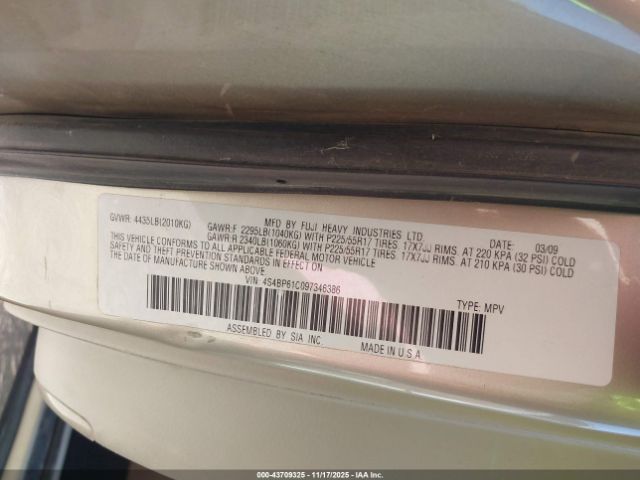 MFD BY FUJI HEAVY INDUSTRIES LTD. DATE: 03/09
GVWR: 4435LB(2010KG) GAWR:F 2295LB(1040KG) WITH P225/55R17 TIRES. 17X7JJ RIMS. AT 220 KPA (32 PSI) COLD
GAWR:R 2340LB(1060KG) WITH P225/55R17 TIRES. 17X7JJ RIMS. AT 210 KPA (30 PSI) COLD
THIS VEHICLE CONFORMS TO ALL APPLICABLE FEDERAL MOTOR VEHICLE
SAFETY AND THEFT PREVENTION STANDARDS IN EFFECT ON
THE DATE OF MANUFACTURE SHOWN ABOVE.
VIN: 4S4BP61C097346386
TYPE: MPV
ASSEMBLED BY SIA INC. MADE IN U.S.A.
000-43709325 - 11/17/2025 - IAA Inc.